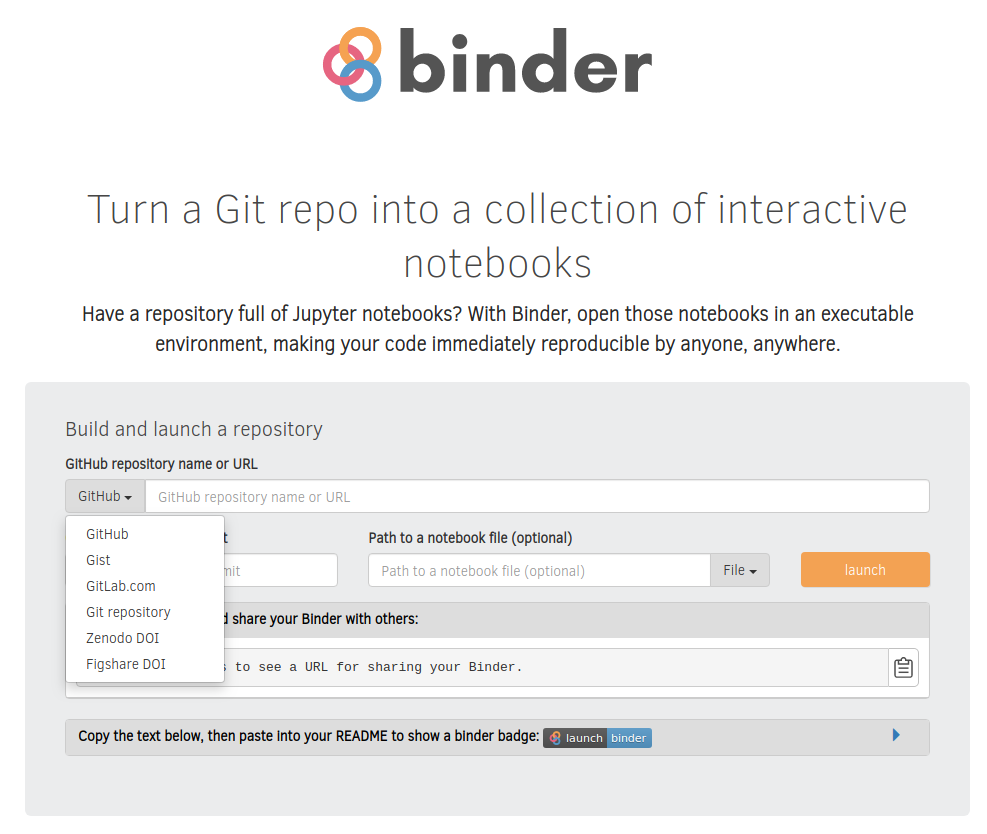 binder
Turn a Git repo into a collection of interactive
notebooks
Have a repository full of Jupyter notebooks? With Binder, open those notebooks in an executable
environment, making your code immediately reproducible by anyone, anywhere.
Build and launch a repository
GitHub repository name or URL
GitHub GitHub repository name or URL
GitHub
Gist
GitLab.com
Git repository
Zenodo DOI
Figshare DOI
Path to a notebook file (optional)
Path to a notebook file (optional) File launch
share your Binder with others:
to see a URL for sharing your Binder.
Copy the text below, then paste into your README to show a binder badge: launch binder